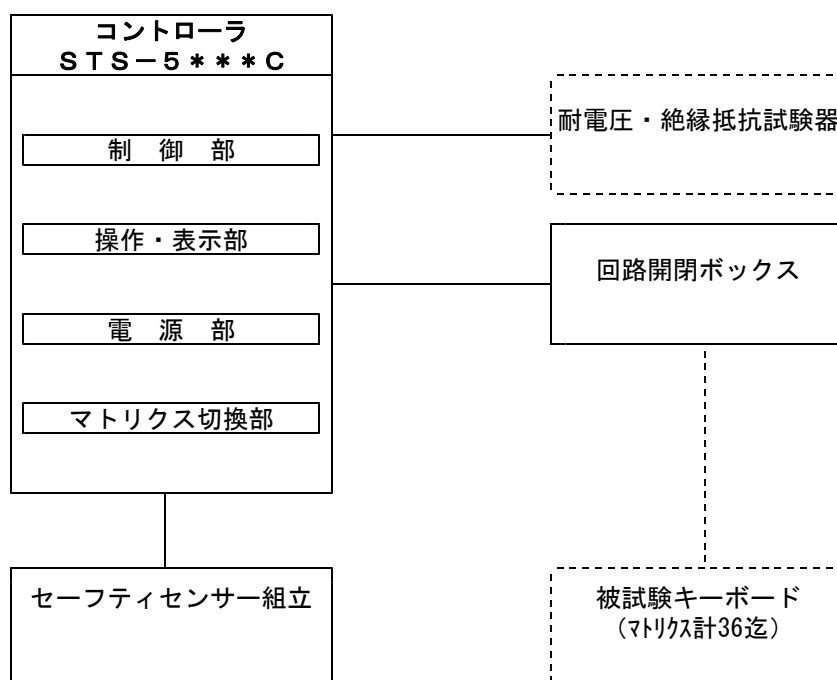 コントローラ
STS-5***C
耐電圧・絶縁抵抗試験器
制 御 部
操作・表示部
回路開閉ボックス
電 源 部
マトリクス切換部
セーフティセンサー組立
被試験キーボード
(マトリクス計36迄)